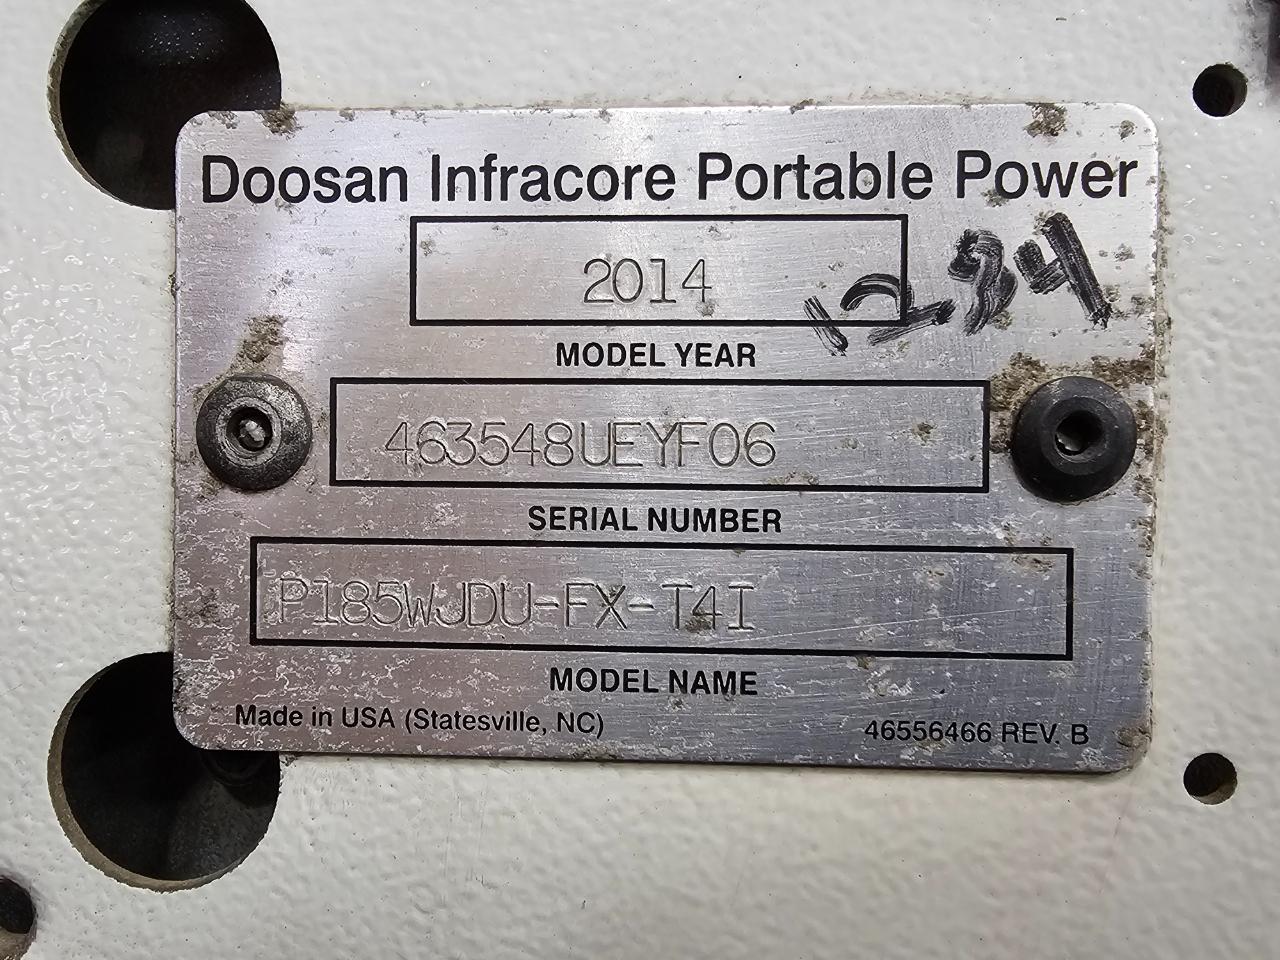 Doosan Infracore Portable Power
2014
1294
MODEL YEAR
463548UEYF06
SERIAL NUMBER
P185WJDU-FX-T4I
MODEL NAME
Made in USA (Statesville, NC)
46556466 REV. B